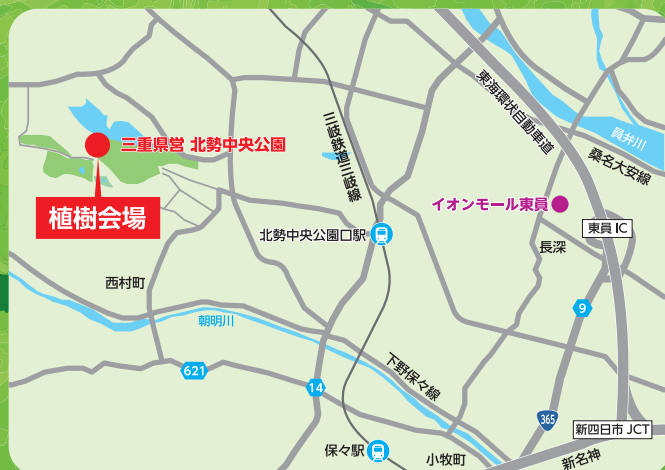 東海環状自動車道
員弁川
桑名大安線
三岐鉄道三岐線
三重県営 北勢中央公園
植樹会場
イオンモール東員
東員IC
北勢中央公園口駅
長深
西村町
朝明川
9
下野保々線
621
14
365
新四日市 JCT
保々駅
小牧町
新名神